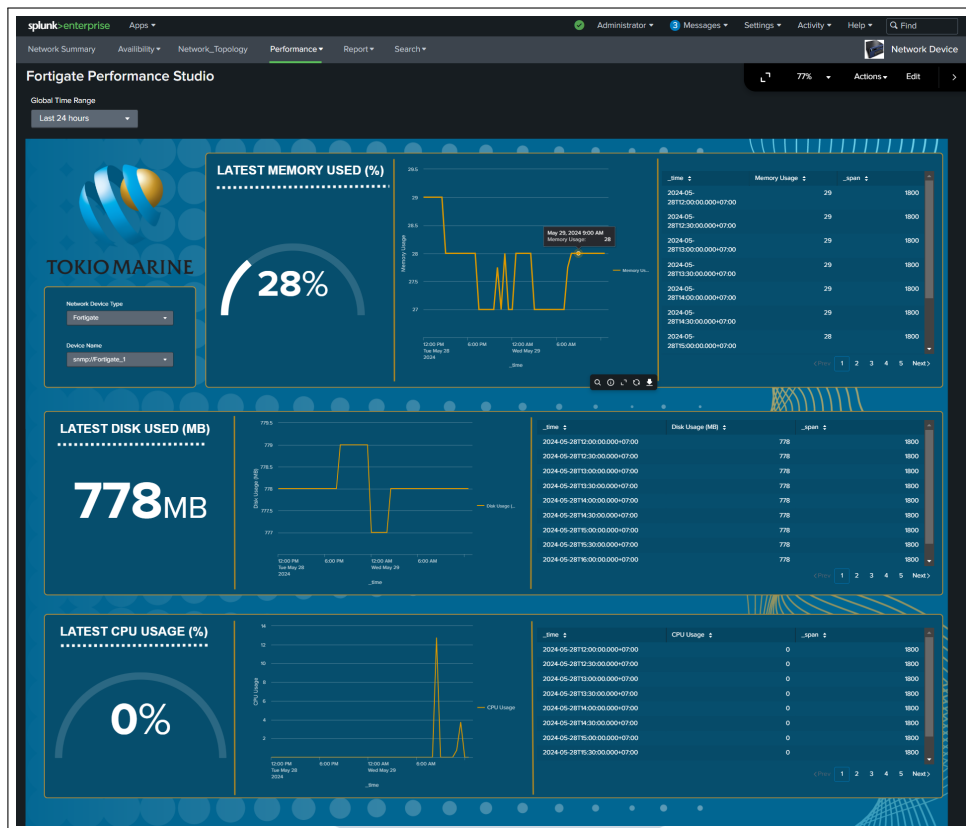 splunk>enterprise Apps Administrator 3 Messages Settings Activity Help Find
Network Summary Availibility Network_Topology Performance Report Search Network Device
Fortigate Performance Studio
77% Actions Edit
Global Time Range
Last 24 hours
TOKIO MARINE
Network Device Type
Fortigate
Device Name
snmp://Fortigate_1
LATEST MEMORY USED (%)
28%
29.5
29
28.5
28
27.5
27
Memory Usage
May 29, 2024 9:00 AM
Memory Usage: 28
Memory Us...
12:00 PM 6:00 PM 12:00 AM 6:00 AM
Tue May 28 Wed May 29
2024
_time
_time Memory Usage _span
2024-05-
28T12:00:00.000+07:00 29 1800
2024-05-
28T12:30:00.000+07:00 29 1800
2024-05-
28T13:00:00.000+07:00 29 1800
2024-05-
28T13:30:00.000+07:00 29 1800
2024-05-
28T14:00:00.000+07:00 29 1800
2024-05-
28T14:30:00.000+07:00 29 1800
2024-05-
28T15:00:00.000+07:00 28 1800
<Prev 1 2 3 4 5 Next>
LATEST DISK USED (MB)
778MB
779.5
779
778.5
778
777.5
777
Disk Usage (MB)
Disk Usage (...
12:00 PM 6:00 PM 12:00 AM 6:00 AM
Tue May 28 Wed May 29
2024
_time
_time Disk Usage (MB) _span
2024-05-28T12:00:00.000+07:00 778 1800
2024-05-28T12:30:00.000+07:00 778 1800
2024-05-28T13:00:00.000+07:00 778 1800
2024-05-28T13:30:00.000+07:00 778 1800
2024-05-28T14:00:00.000+07:00 778 1800
2024-05-28T14:30:00.000+07:00 778 1800
2024-05-28T15:00:00.000+07:00 778 1800
2024-05-28T15:30:00.000+07:00 778 1800
2024-05-28T16:00:00.000+07:00 778 1800
<Prev 1 2 3 4 5 Next>
LATEST CPU USAGE (%)
0%
14
12
10
8
6
4
2
CPU Usage
CPU Usage
12:00 PM 6:00 PM 12:00 AM 6:00 AM
Tue May 28 Wed May 29
2024
_time
_time CPU Usage _span
2024-05-28T12:00:00.000+07:00 0 1800
2024-05-28T12:30:00.000+07:00 0 1800
2024-05-28T13:00:00.000+07:00 0 1800
2024-05-28T13:30:00.000+07:00 0 1800
2024-05-28T14:00:00.000+07:00 0 1800
2024-05-28T14:30:00.000+07:00 0 1800
2024-05-28T15:00:00.000+07:00 0 1800
2024-05-28T15:30:00.000+07:00 0 1800
<Prev 1 2 3 4 5 Next>